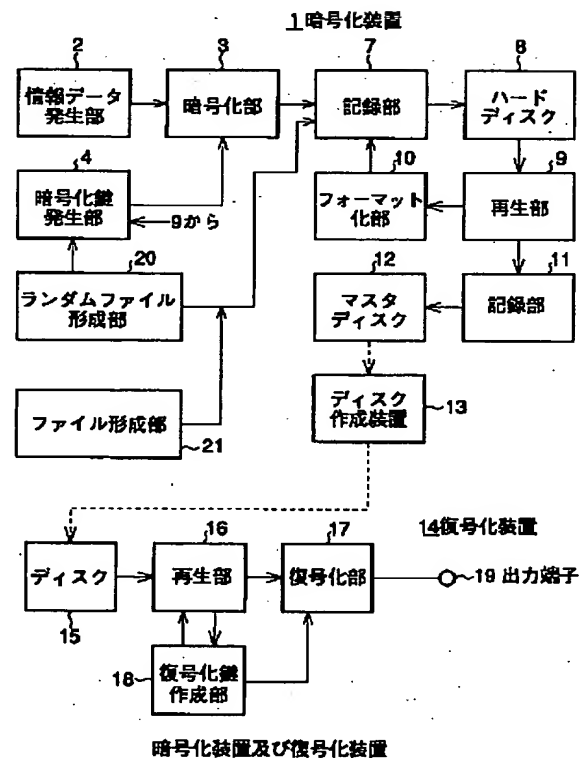 1 暗号化装置
2
3
7
8
情報データ
発生部
暗号化部
記録部
ハード
ディスク
4
10
9
暗号化鍵
発生部
9から
フォーマット
化部
再生部
20
12
11
ランダムファイル
形成部
マスタ
ディスク
記録部
ファイル形成部
21
ディスク
作成装置
13
16
17
14復号化装置
ディスク
再生部
復号化部
19 出力端子
15
18
復号化鍵
作成部
暗号化装置及び復号化装置